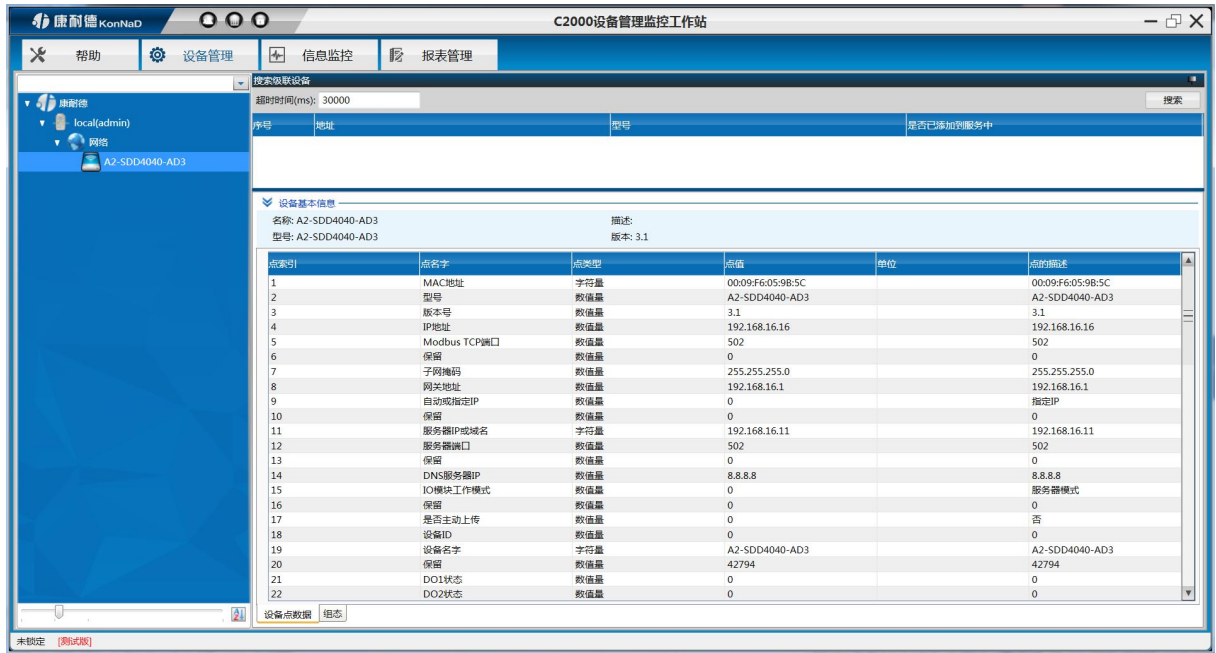 康耐德 KonNaD C2000设备管理监控工作站
帮助 设备管理 信息监控 报表管理
搜索级联设备
康耐德
local(admin)
网络
A2-SDD4040-AD3
超时时间(ms): 30000 搜索
序号 地址 型号 是否已添加到服务中
设备基本信息
名称: A2-SDD4040-AD3 描述:
型号: A2-SDD4040-AD3 版本: 3.1
点索引 点名字 点类型 点值 单位 点的描述
1 MAC地址 字符量 00:09:F6:05:9B:5C 00:09:F6:05:9B:5C
2 型号 数值量 A2-SDD4040-AD3 A2-SDD4040-AD3
3 版本号 数值量 3.1 3.1
4 IP地址 数值量 192.168.16.16 192.168.16.16
5 Modbus TCP端口 数值量 502 502
6 保留 数值量 0 0
7 子网掩码 数值量 255.255.255.0 255.255.255.0
8 网关地址 数值量 192.168.16.1 192.168.16.1
9 自动或指定IP 数值量 0 指定IP
10 保留 数值量 0 0
11 服务器IP或域名 字符量 192.168.16.11 192.168.16.11
12 服务器端口 数值量 502 502
13 保留 数值量 0 0
14 DNS服务器IP 数值量 8.8.8.8 8.8.8.8
15 IO模块工作模式 数值量 0 服务器模式
16 保留 数值量 0 0
17 是否主动上传 数值量 0 否
18 设备ID 数值量 0 0
19 设备名字 字符量 A2-SDD4040-AD3 A2-SDD4040-AD3
20 保留 数值量 42794 42794
21 DO1状态 数值量 0 0
22 DO2状态 数值量 0 0
设备点数据 组态
未锁定 [测试版]